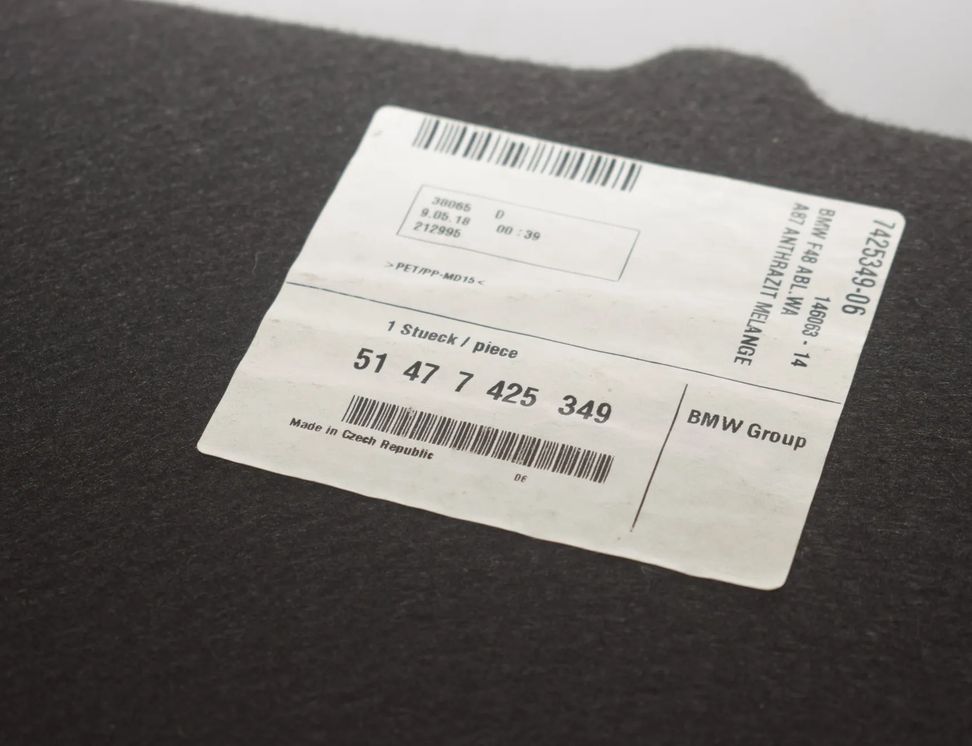 38065 D
9.05.18 00:39
212995
>PET/PP-MD15<
7425349-06
146063 - 14
BMW F48 ABL.WA
A87 ANTHRAZIT MELANGE
1 Stueck / piece
51 47 7 425 349
Made in Czech Republic
06
BMW Group